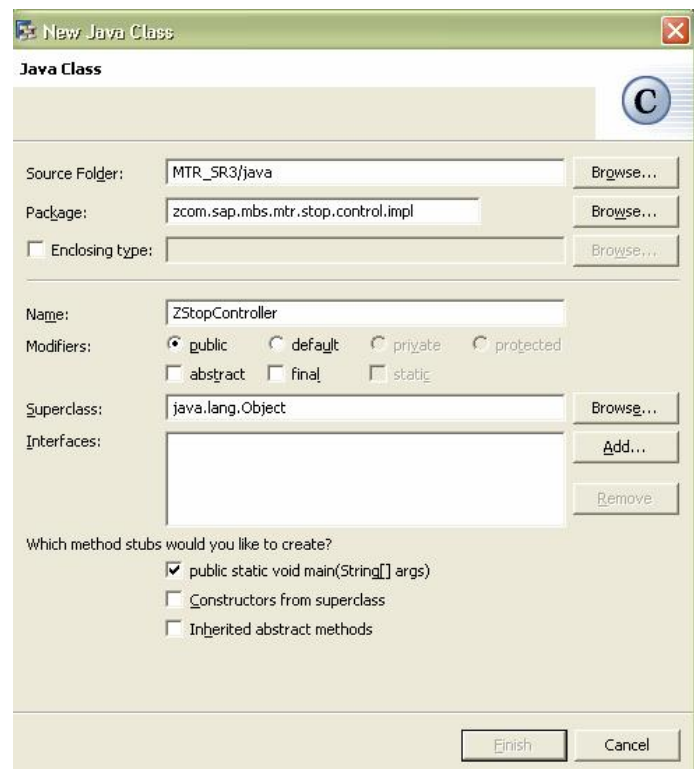 New Java Class
Java Class
C
Source Folder: MTR_SR3/java Browse...
Package: zcom.sap.mbs.mtr.stop.control.impl Browse...
Enclosing type: Browse...
Name: ZStopController
Modifiers: public default private protected
abstract final static
Superclass: java.lang.Object Browse...
Interfaces: Add...
Remove
Which method stubs would you like to create?
public static void main(String[] args)
Constructors from superclass
Inherited abstract methods
Finish Cancel